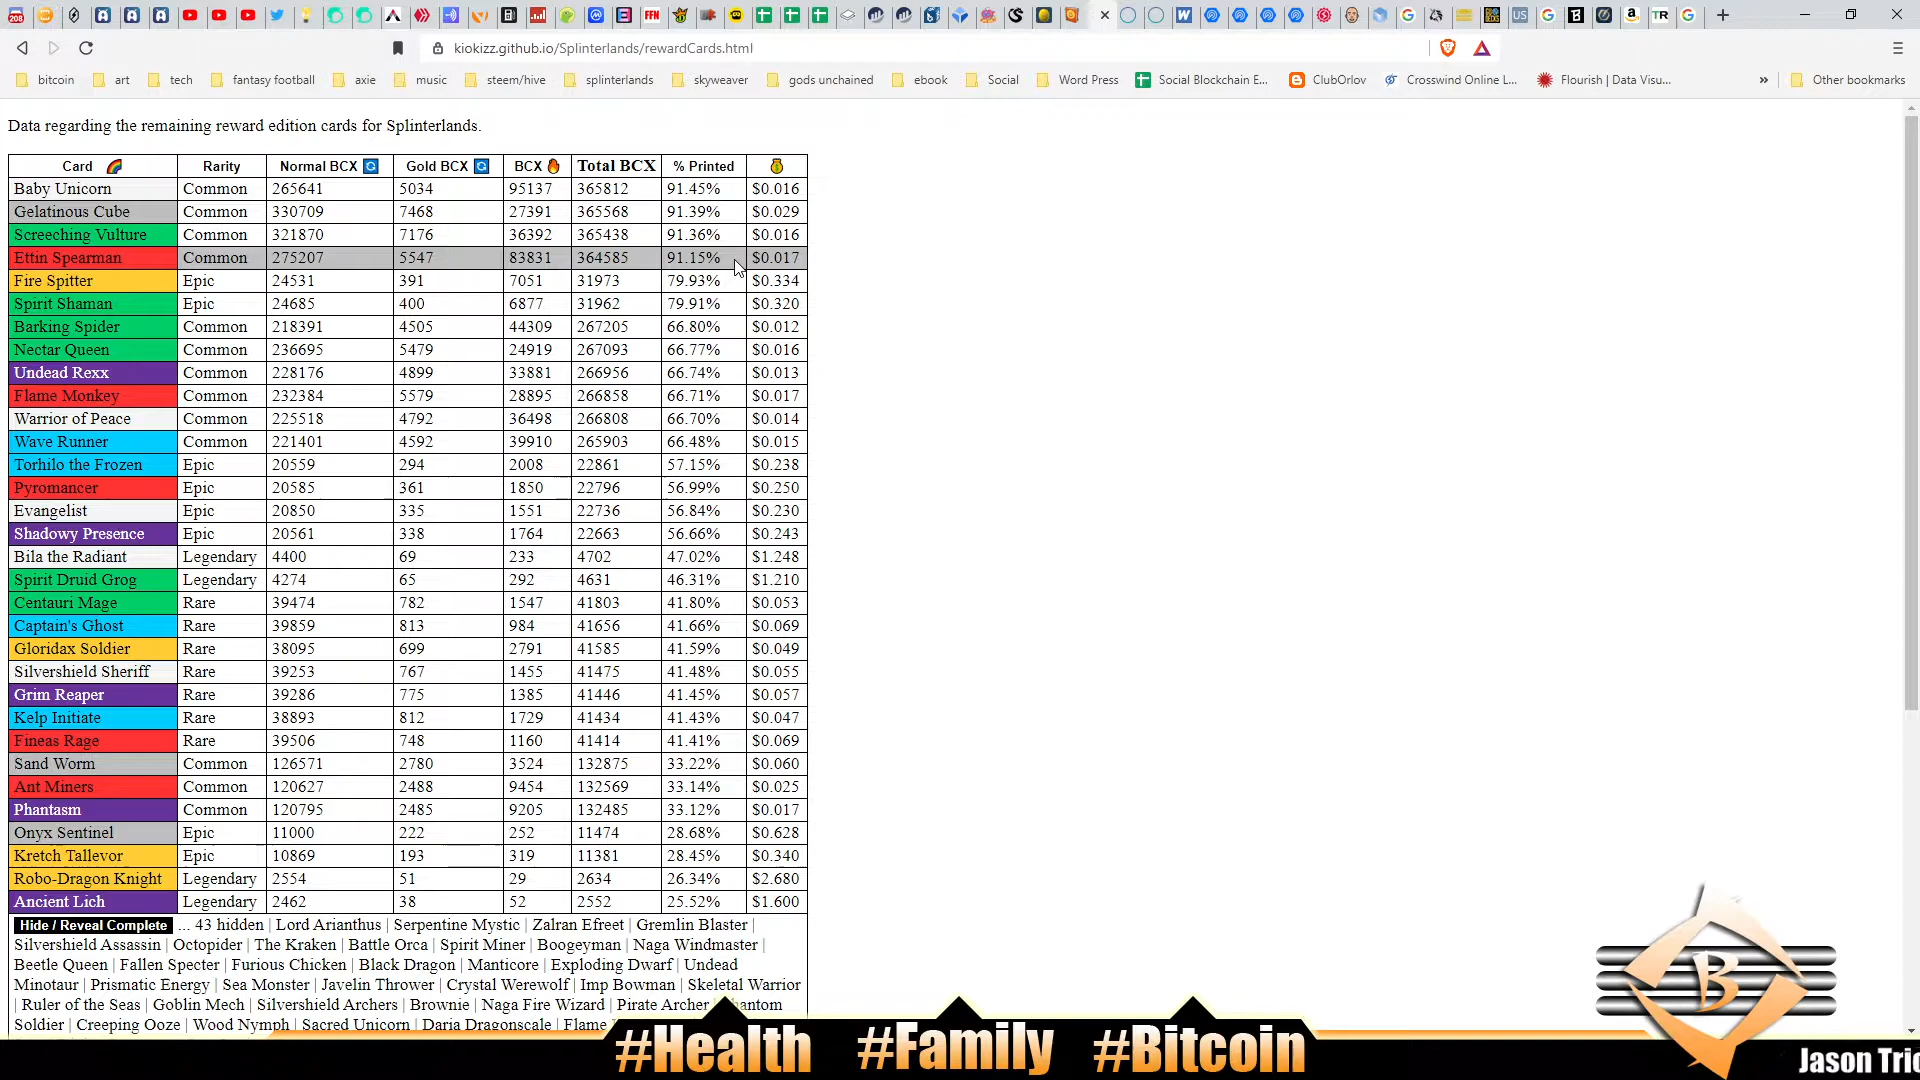 208
FFN
W
US
B
a
TR
kiokizz.github.io/Splinterlands/rewardCards.html
bitcoin art tech fantasy football axie music steem/hive splinterlands skyweaver gods unchained ebook Social Word Press Social Blockchain E... ClubOrlov Crosswind Online L... Flourish | Data Visu... » Other bookmarks
Data regarding the remaining reward edition cards for Splinterlands.
Card Rarity Normal BCX Gold BCX BCX Total BCX % Printed
Baby Unicorn Common 265641 5034 95137 365812 91.45% $0.016
Gelatinous Cube Common 330709 7468 27391 365568 91.39% $0.029
Screeching Vulture Common 321870 7176 36392 365438 91.36% $0.016
Ettin Spearman Common 275207 5547 83831 364585 91.15% $0.017
Fire Spitter Epic 24531 391 7051 31973 79.93% $0.334
Spirit Shaman Epic 24685 400 6877 31962 79.91% $0.320
Barking Spider Common 218391 4505 44309 267205 66.80% $0.012
Nectar Queen Common 236695 5479 24919 267093 66.77% $0.016
Undead Rexx Common 228176 4899 33881 266956 66.74% $0.013
Flame Monkey Common 232384 5579 28895 266858 66.71% $0.017
Warrior of Peace Common 225518 4792 36498 266808 66.70% $0.014
Wave Runner Common 221401 4592 39910 265903 66.48% $0.015
Torhilo the Frozen Epic 20559 294 2008 22861 57.15% $0.238
Pyromancer Epic 20585 361 1850 22796 56.99% $0.250
Evangelist Epic 20850 335 1551 22736 56.84% $0.230
Shadowy Presence Epic 20561 338 1764 22663 56.66% $0.243
Bila the Radiant Legendary 4400 69 233 4702 47.02% $1.248
Spirit Druid Grog Legendary 4274 65 292 4631 46.31% $1.210
Centauri Mage Rare 39474 782 1547 41803 41.80% $0.053
Captain's Ghost Rare 39859 813 984 41656 41.66% $0.069
Gloridax Soldier Rare 38095 699 2791 41585 41.59% $0.049
Silvershield Sheriff Rare 39253 767 1455 41475 41.48% $0.055
Grim Reaper Rare 39286 775 1385 41446 41.45% $0.057
Kelp Initiate Rare 38893 812 1729 41434 41.43% $0.047
Fineas Rage Rare 39506 748 1160 41414 41.41% $0.069
Sand Worm Common 126571 2780 3524 132875 33.22% $0.060
Ant Miners Common 120627 2488 9454 132569 33.14% $0.025
Phantasm Common 120795 2485 9205 132485 33.12% $0.017
Onyx Sentinel Epic 11000 222 252 11474 28.68% $0.628
Kretch Tallevor Epic 10869 193 319 11381 28.45% $0.340
Robo-Dragon Knight Legendary 2554 51 29 2634 26.34% $2.680
Ancient Lich Legendary 2462 38 52 2552 25.52% $1.600
Hide / Reveal Complete ... 43 hidden | Lord Arianthus | Serpentine Mystic | Zalran Efreet | Gremlin Blaster |
Silvershield Assassin | Octopider | The Kraken | Battle Orca | Spirit Miner | Boogeyman | Naga Windmaster |
Beetle Queen | Fallen Specter | Furious Chicken | Black Dragon | Manticore | Exploding Dwarf | Undead
Minotaur | Prismatic Energy | Sea Monster | Javelin Thrower | Crystal Werewolf | Imp Bowman | Skeletal Warrior
| Ruler of the Seas | Goblin Mech | Silvershield Archers | Brownie | Naga Fire Wizard | Pirate Archer
Soldier | Creeping Ooze | Wood Nymph | Sacred Unicorn | Daria Dragonscale | Flame
#Health #Family #Bitcoin
B
Jason Tric